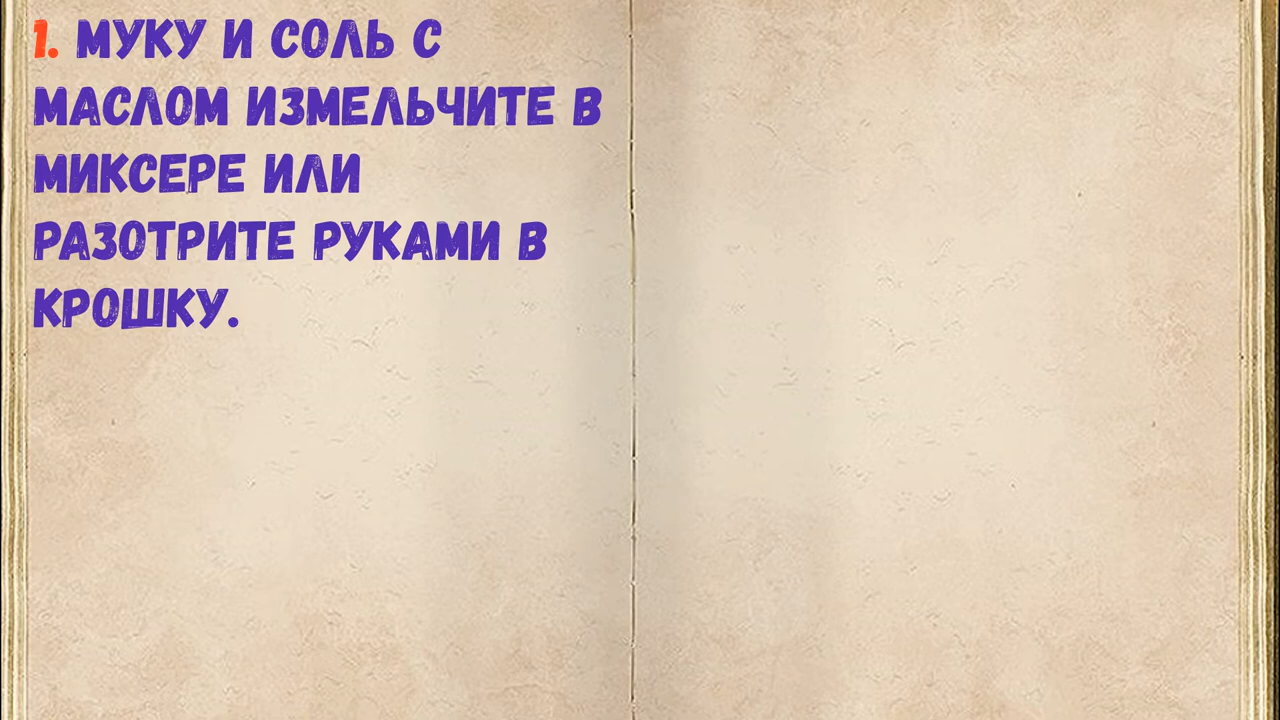 1. МУКУ И СОЛЬ С
МАСЛОМ ИЗМЕЛЬЧИТЕ В
МИКСЕРЕ ИЛИ
РАЗОТРИТЕ РУКАМИ В
КРОШКУ.